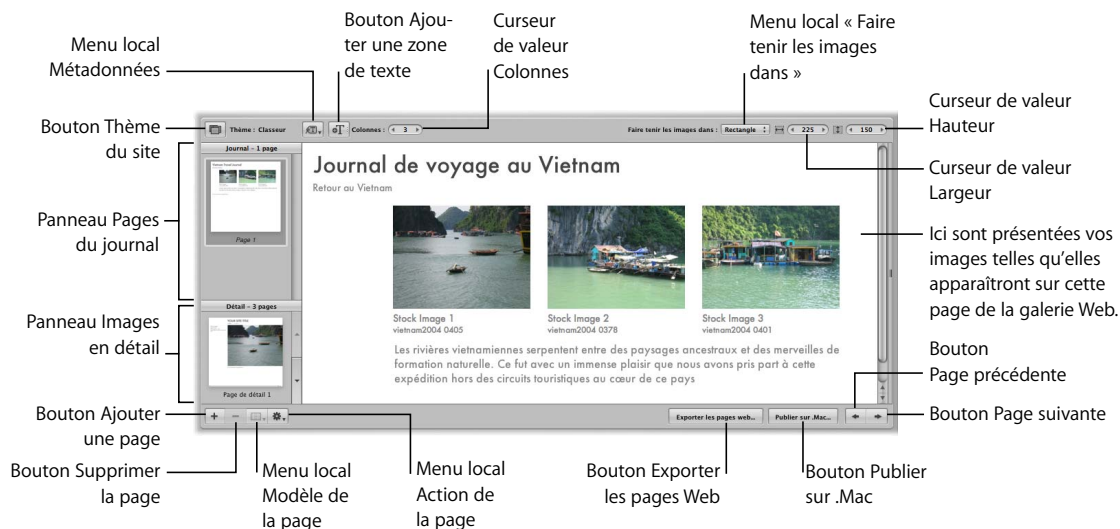 Menu local
Métadonnées
Bouton Ajou-
ter une zone
de texte
Curseur
de valeur
Colonnes
Menu local « Faire
tenir les images
dans »
Bouton Thème
du site
Panneau Pages
du journal
Panneau Images
en détail
Bouton Ajouter
une page
Bouton Supprimer
la page
Thème : Classeur
T
Colonnes :
3
Faire tenir les images dans :
Rectangle
225
150
Journal – 1 page
Page 1
Détail – 3 pages
Page de détail 1
Journal de voyage au Vietnam
Retour au Vietnam
Stock Image 1
vietnam2004 0405
Stock Image 2
vietnam2004 0378
Stock Image 3
vietnam2004 0401
Les rivières vietnamiennes serpentent entre des paysages ancestraux et des merveilles de
formation naturelle. Ce fut avec un immense plaisir que nous avons pris part à cette
expédition hors des circuits touristiques au cœur de ce pays
Exporter les pages web...
Publier sur .Mac...
Curseur de valeur
Hauteur
Curseur de valeur
Largeur
Ici sont présentées vos
images telles qu’elles
apparaîtront sur cette
page de la galerie Web.
Bouton
Page précédente
Bouton Page suivante
Menu local
Modèle de
la page
Menu local
Action de
la page
Bouton Exporter
les pages Web
Bouton Publier
sur .Mac